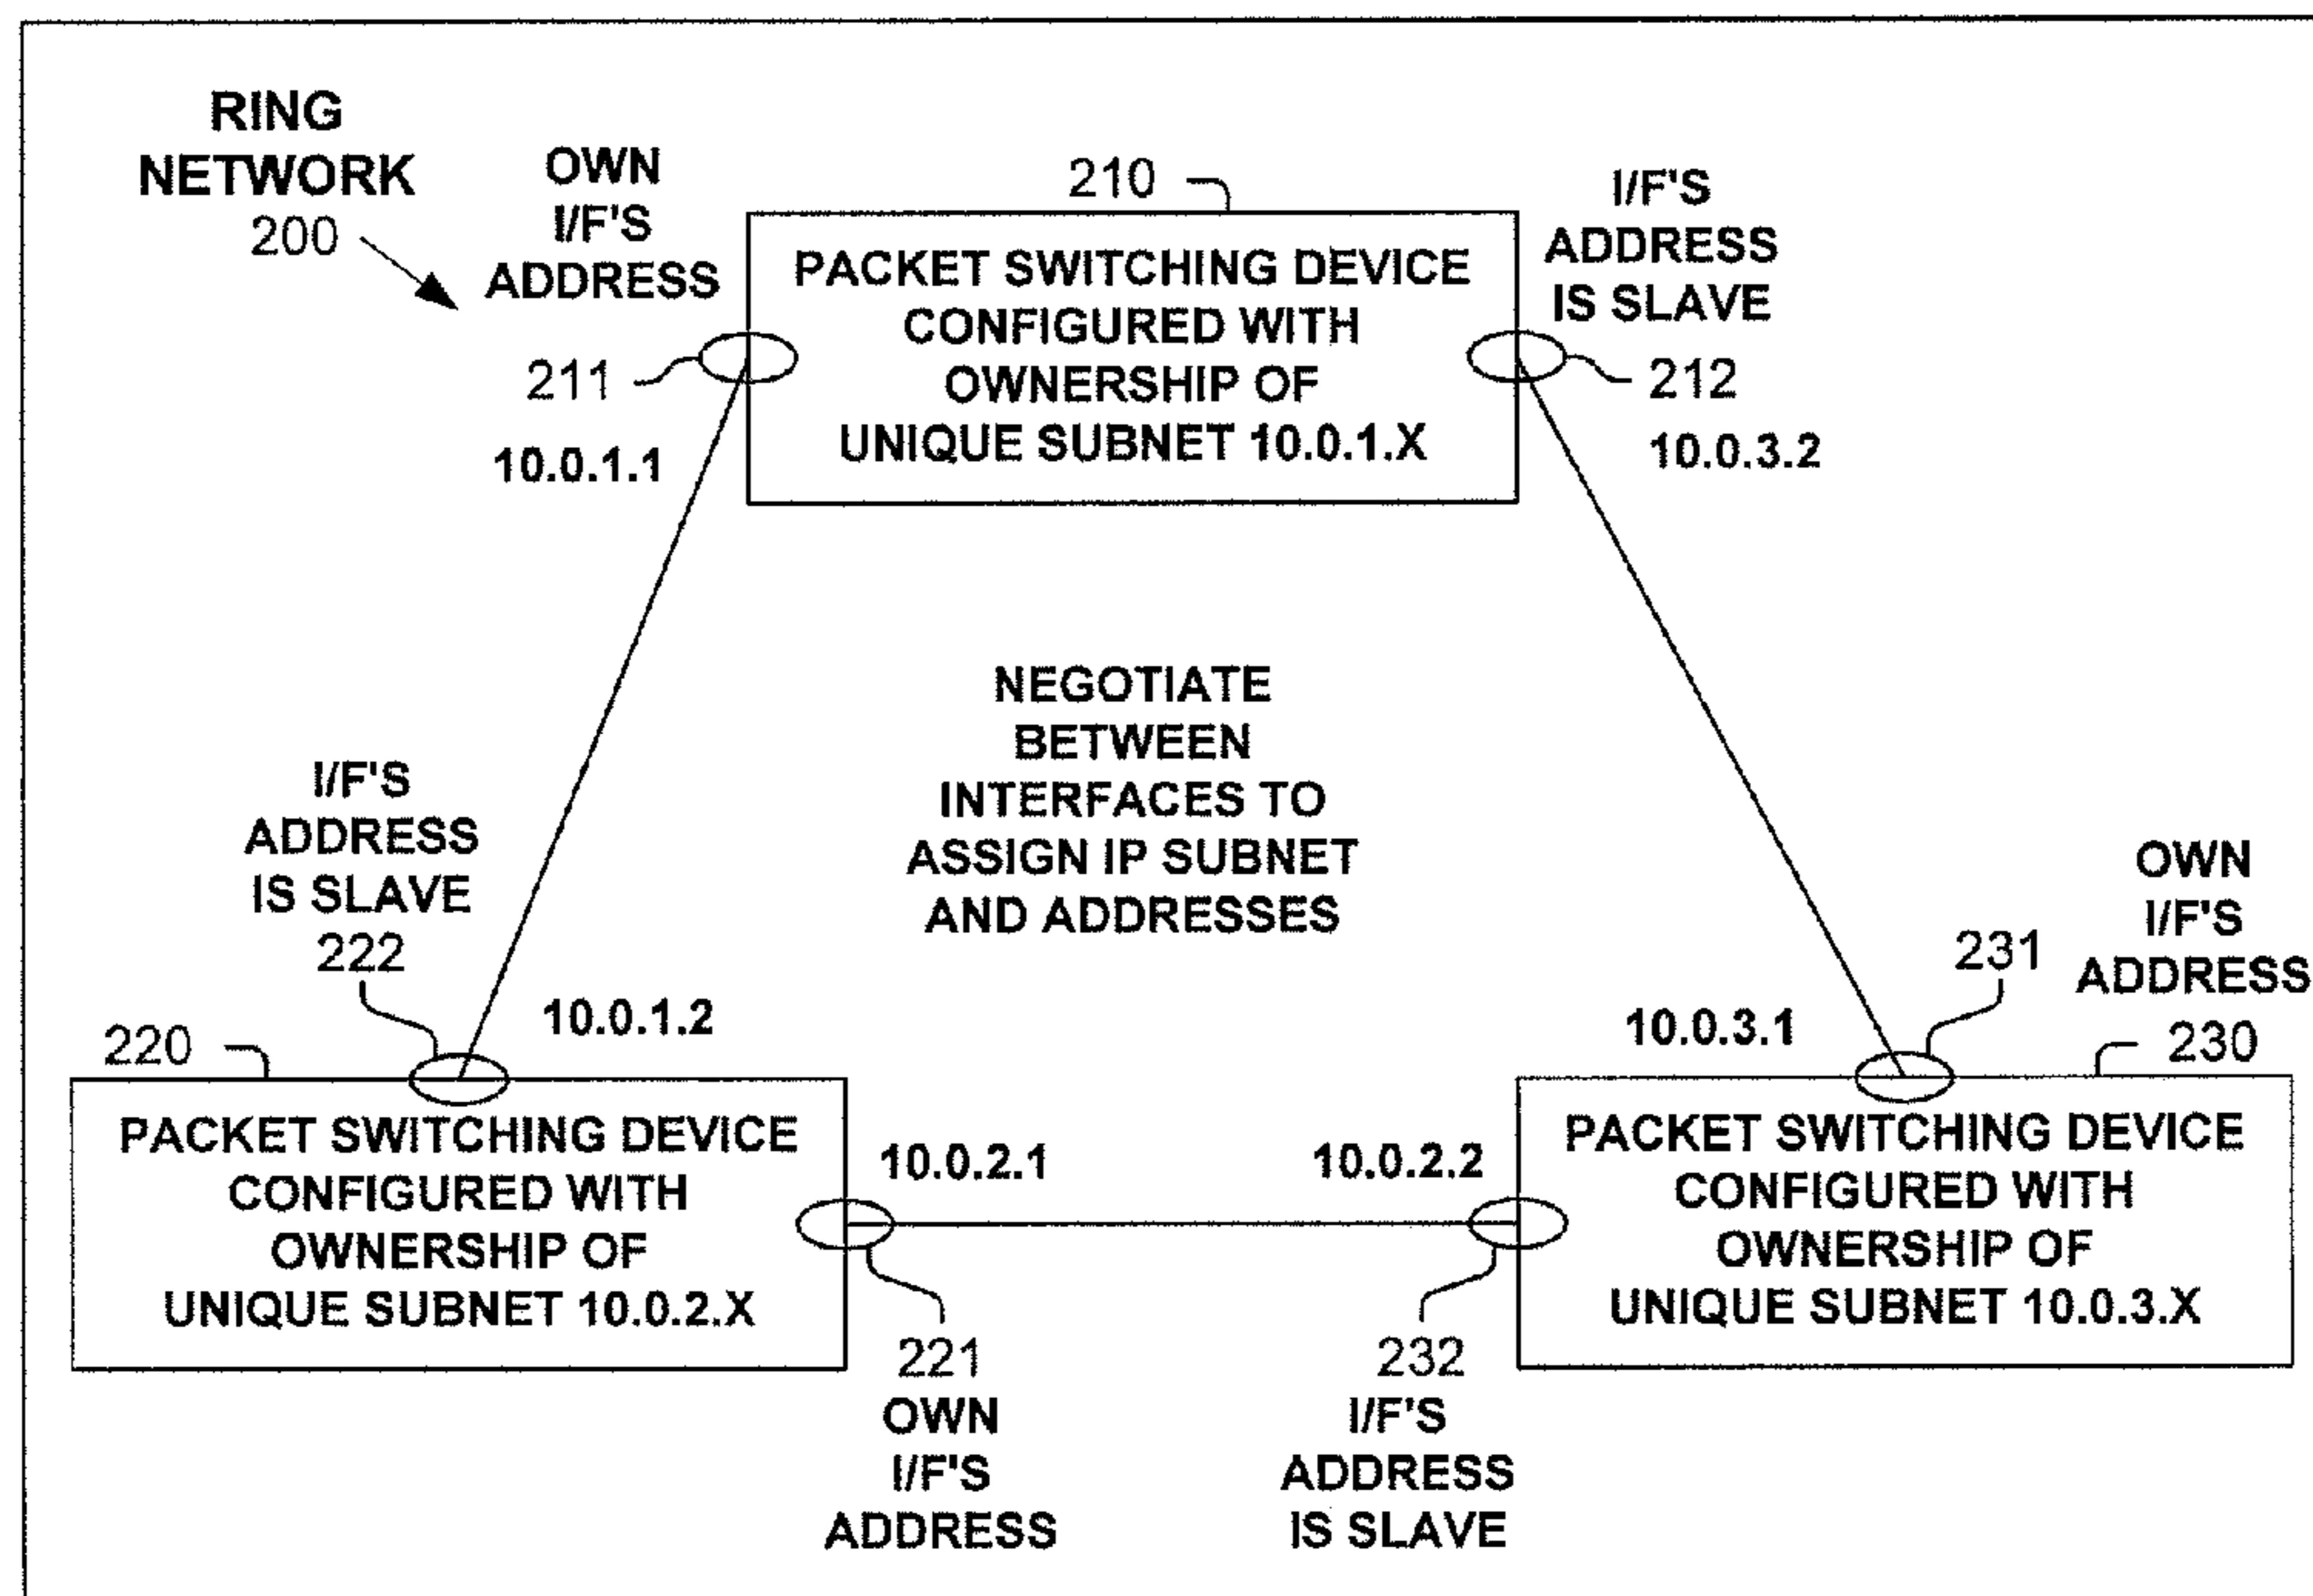 RING
NETWORK
200
OWN
I/F'S
ADDRESS
211
10.0.1.1
210
PACKET SWITCHING DEVICE
CONFIGURED WITH
OWNERSHIP OF
UNIQUE SUBNET 10.0.1.X
I/F'S
ADDRESS
IS SLAVE
212
10.0.3.2
NEGOTIATE
BETWEEN
INTERFACES TO
ASSIGN IP SUBNET
AND ADDRESSES
I/F'S
ADDRESS
IS SLAVE
222
10.0.1.2
220
PACKET SWITCHING DEVICE
CONFIGURED WITH
OWNERSHIP OF
UNIQUE SUBNET 10.0.2.X
10.0.2.1
221
OWN
I/F'S
ADDRESS
10.0.2.2
232
I/F'S
ADDRESS
IS SLAVE
OWN
I/F'S
ADDRESS
231
10.0.3.1
230
PACKET SWITCHING DEVICE
CONFIGURED WITH
OWNERSHIP OF
UNIQUE SUBNET 10.0.3.X